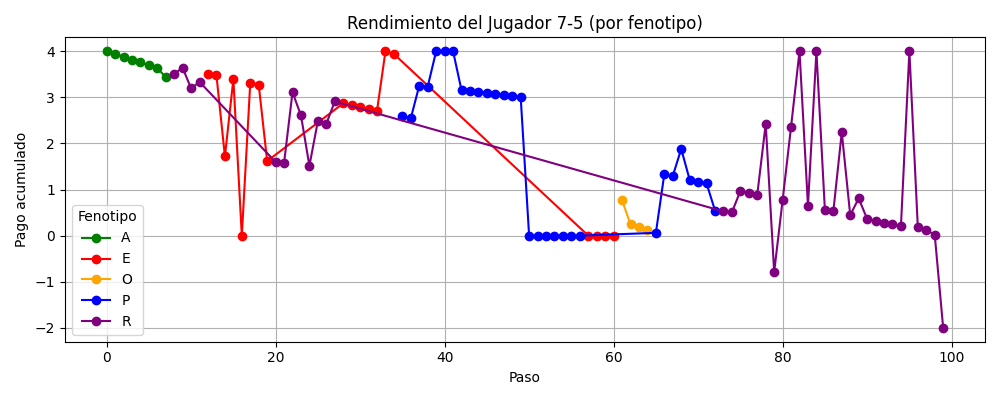 Rendimiento del Jugador 7-5 (por fenotipo)
Pago acumulado
4
3
2
1
0
−1
−2
Fenotipo
A
E
O
P
R
0
20
40
60
80
100
Paso